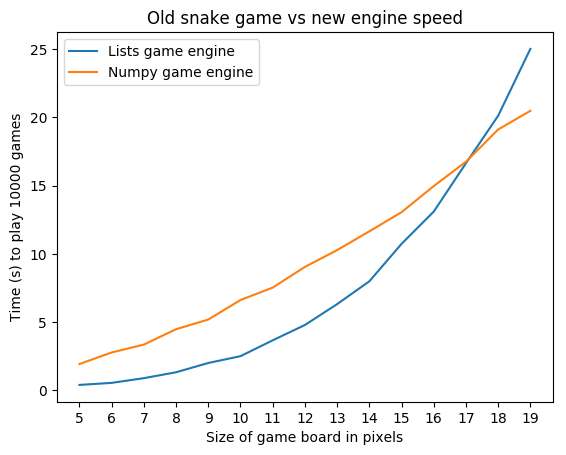 Old snake game vs new engine speed
Lists game engine
Numpy game engine
Time (s) to play 10000 games
25
20
15
10
5
0
5 6 7 8 9 10 11 12 13 14 15 16 17 18 19
Size of game board in pixels